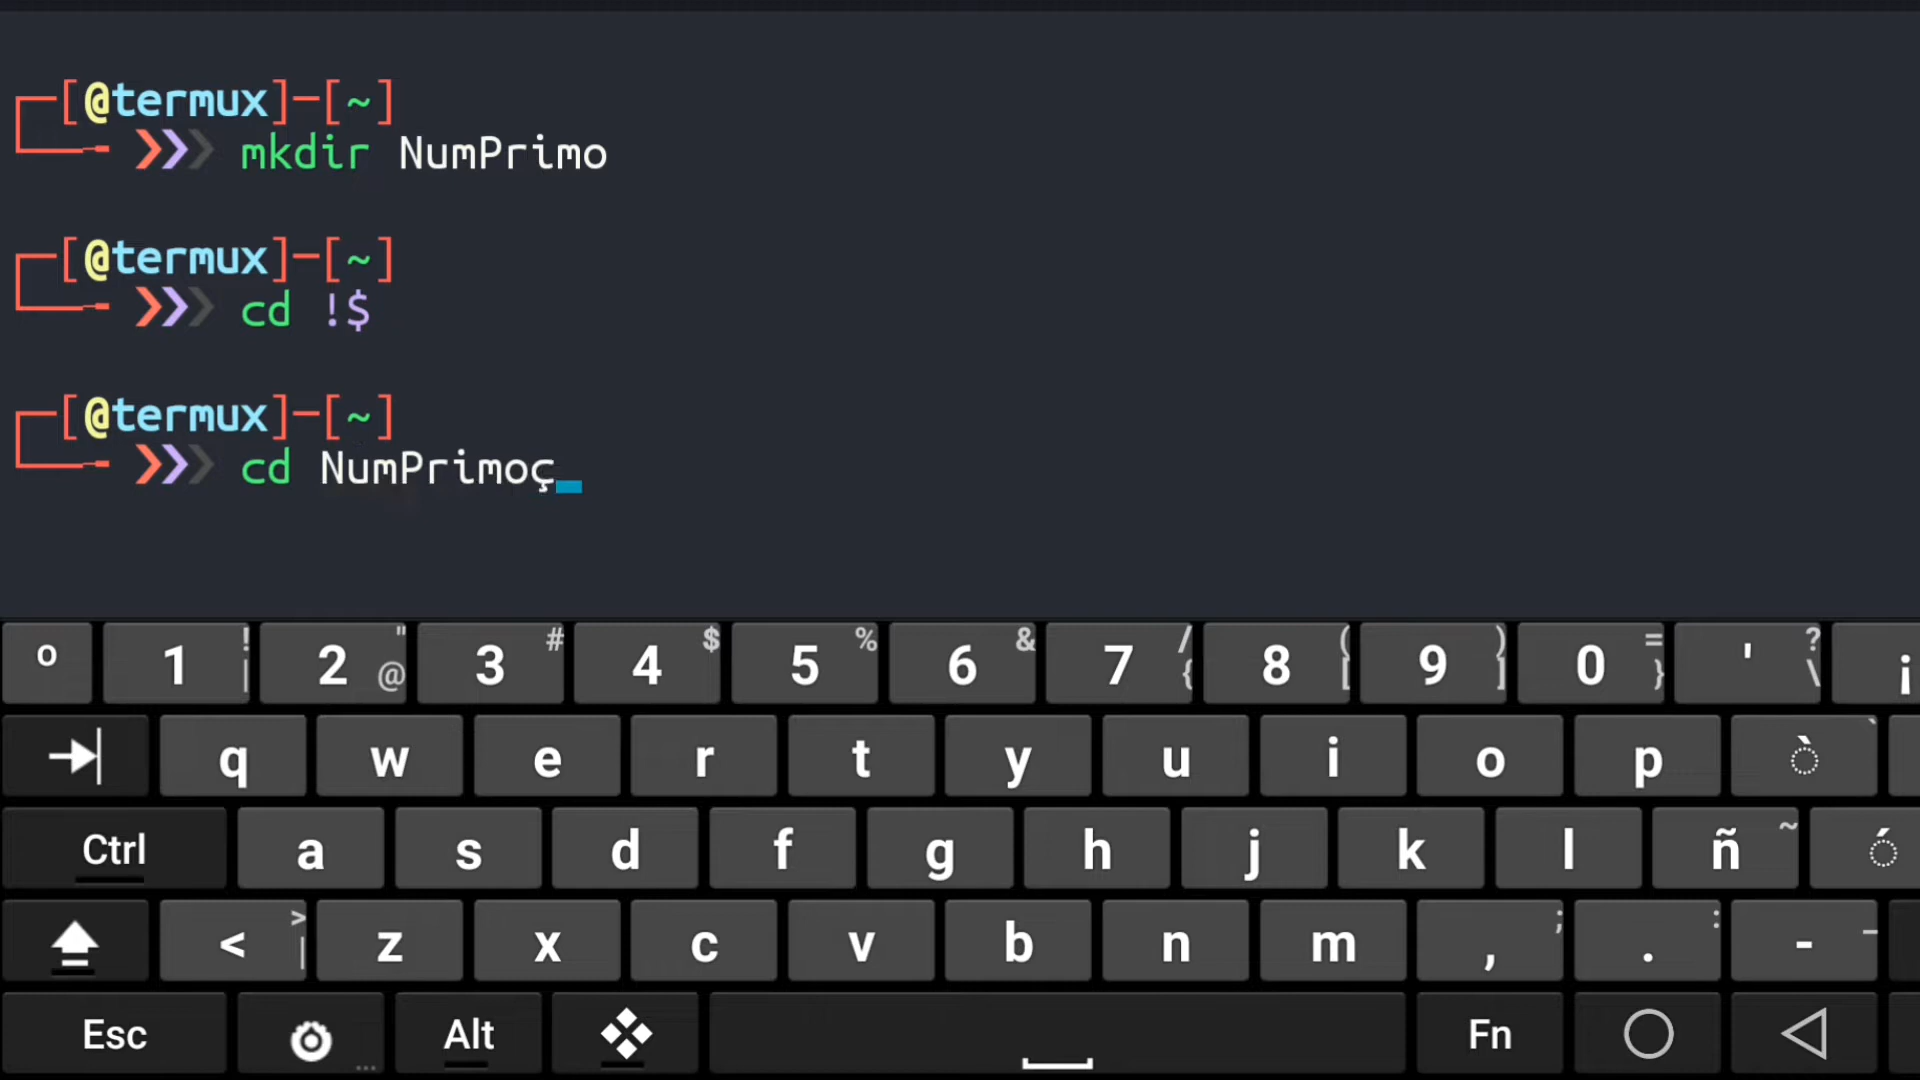 [@termux]-[~]
❯❯❯ mkdir NumPrimo
[@termux]-[~]
❯❯❯ cd !$
[@termux]-[~]
❯❯❯ cd NumPrimoç
º 1 ! | 2 " @ 3 # 4 $ 5 % 6 & 7 / { 8 ( [ 9 ) ] 0 = } ' ? \ ¡
q w e r t y u i o p `
Ctrl a s d f g h j k l ñ ~ ´
< > | z x c v b n m , ; . : - _
Esc Alt Fn